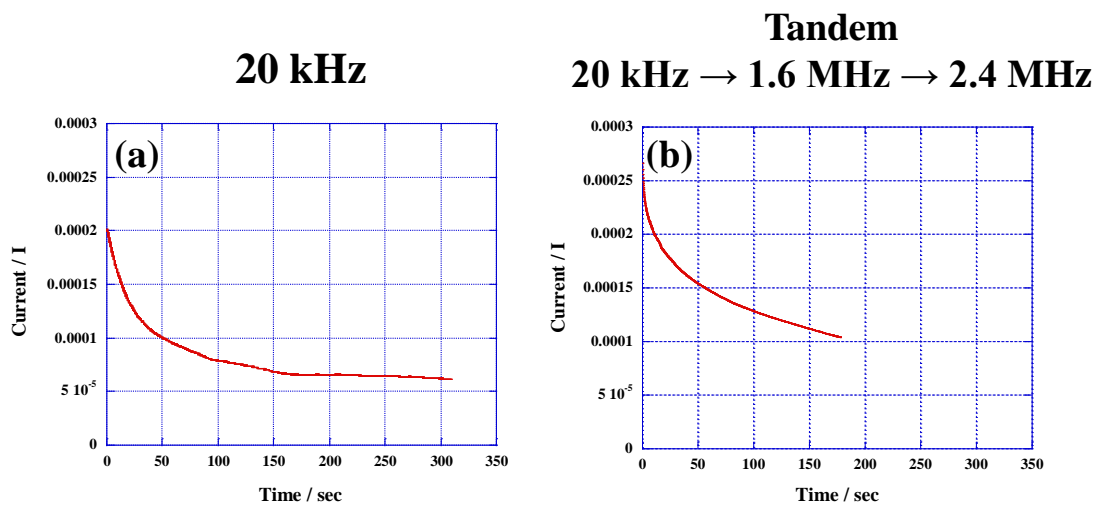 20 kHz
Tandem
20 kHz → 1.6 MHz → 2.4 MHz
(a)
0.0003
0.00025
0.0002
0.00015
0.0001
5 10⁻⁵
0
Current / I
0 50 100 150 200 250 300 350
Time / sec
(b)
0.0003
0.00025
0.0002
0.00015
0.0001
5 10⁻⁵
0
Current / I
0 50 100 150 200 250 300 350
Time / sec